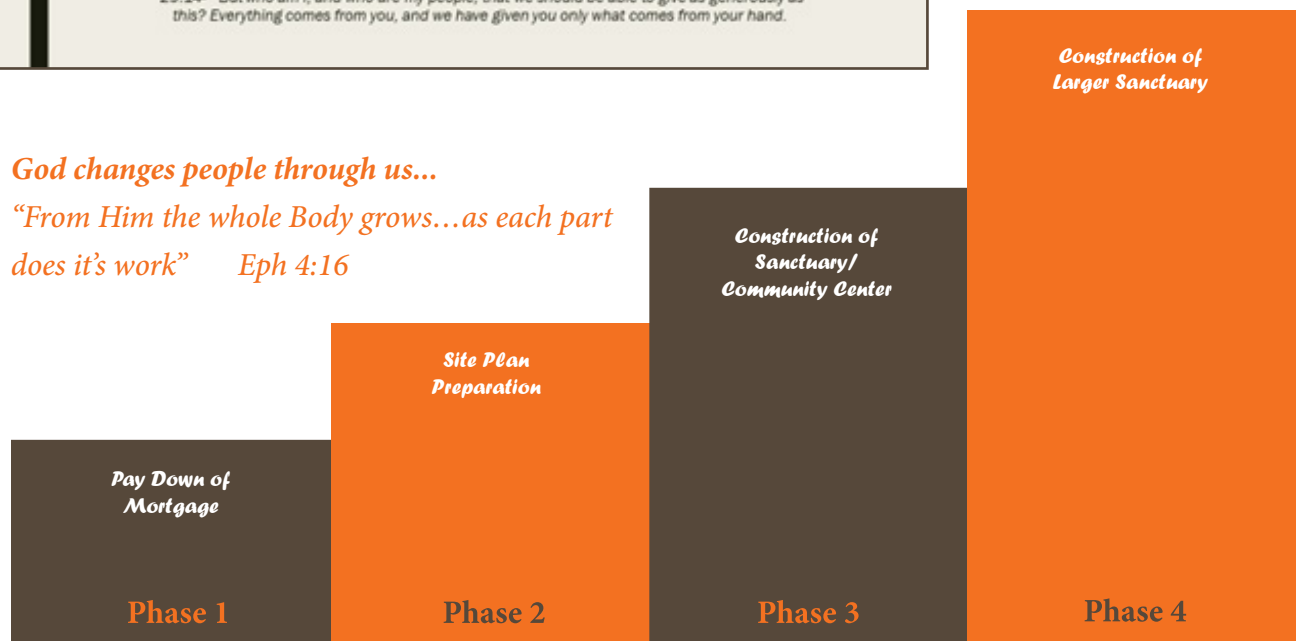 this? Everything comes from you, and we have given you only what comes from your hand.
God changes people through us...
“From Him the whole Body grows…as each part
does it’s work” Eph 4:16
Pay Down of
Mortgage
Phase 1
Site Plan
Preparation
Phase 2
Construction of
Sanctuary/
Community Center
Phase 3
Construction of
Larger Sanctuary
Phase 4